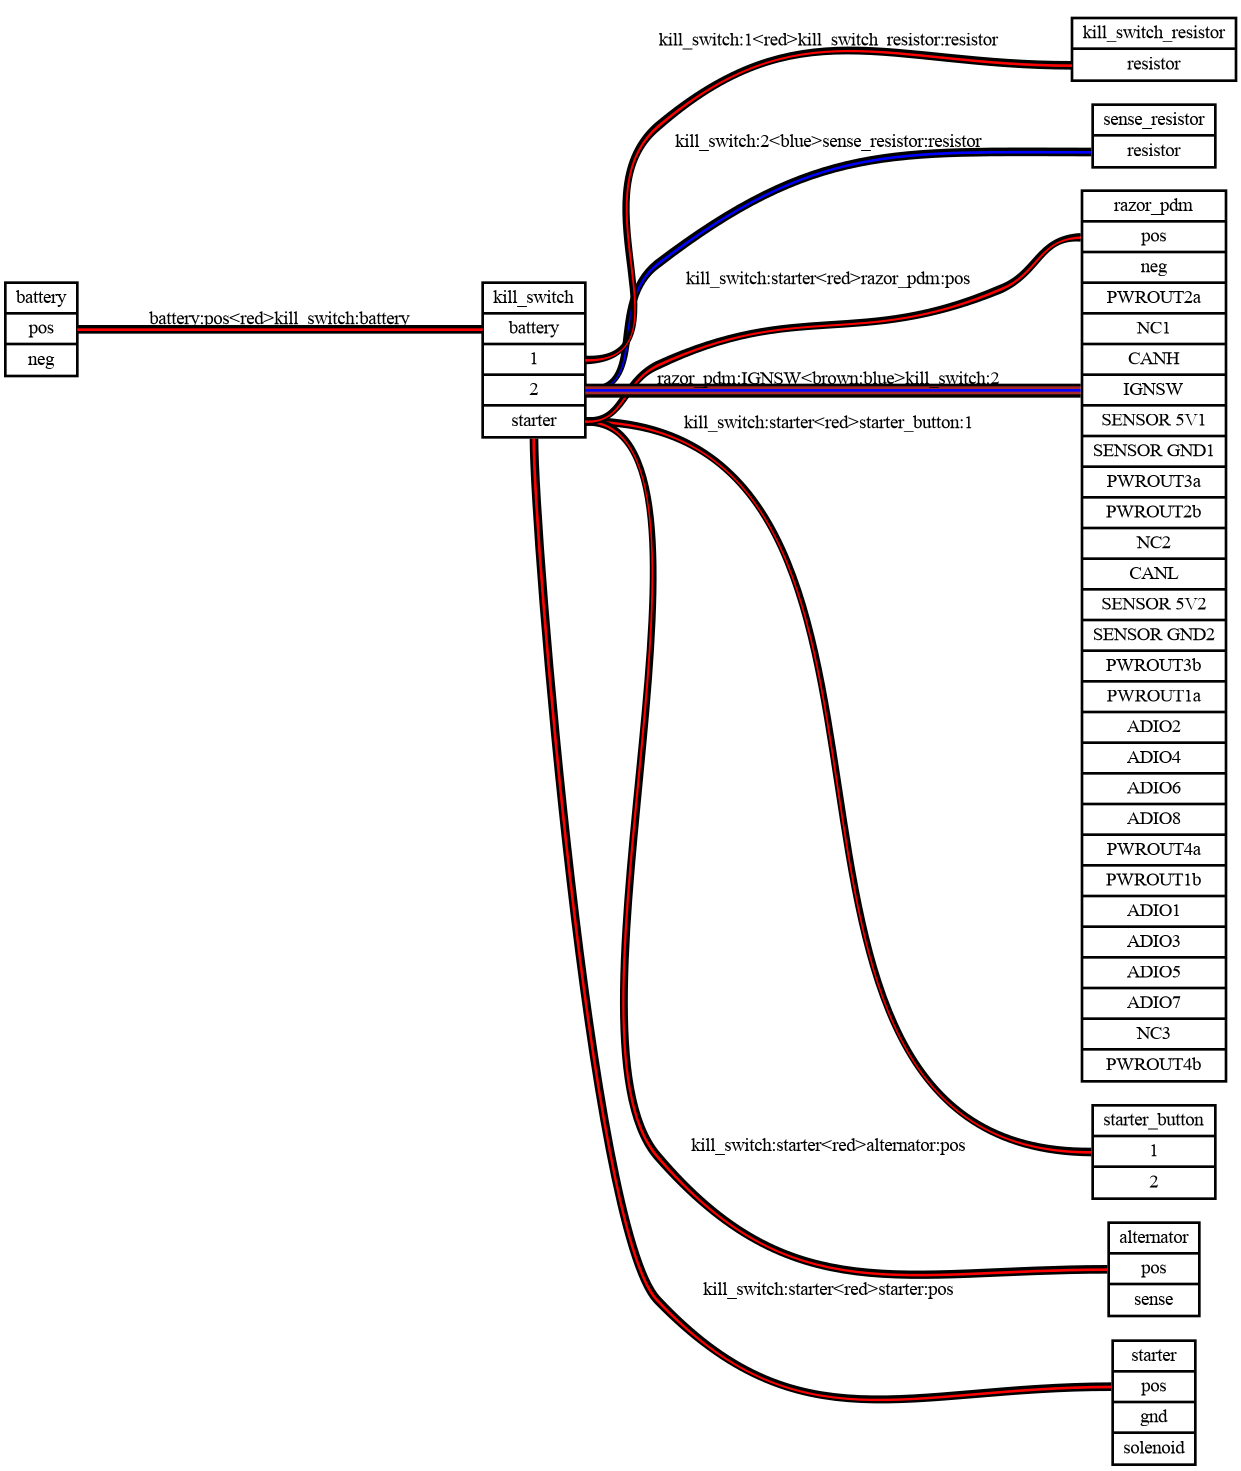 battery
pos
neg
battery:pos<red>kill_switch:battery
kill_switch
battery
1
2
starter
kill_switch:1<red>kill_switch_resistor:resistor
kill_switch:2<blue>sense_resistor:resistor
kill_switch:starter<red>razor_pdm:pos
razor_pdm:IGNSW<brown:blue>kill_switch:2
kill_switch:starter<red>starter_button:1
kill_switch:starter<red>alternator:pos
kill_switch:starter<red>starter:pos
kill_switch_resistor
resistor
sense_resistor
resistor
razor_pdm
pos
neg
PWROUT2a
NC1
CANH
IGNSW
SENSOR 5V1
SENSOR GND1
PWROUT3a
PWROUT2b
NC2
CANL
SENSOR 5V2
SENSOR GND2
PWROUT3b
PWROUT1a
ADIO2
ADIO4
ADIO6
ADIO8
PWROUT4a
PWROUT1b
ADIO1
ADIO3
ADIO5
ADIO7
NC3
PWROUT4b
starter_button
1
2
alternator
pos
sense
starter
pos
gnd
solenoid